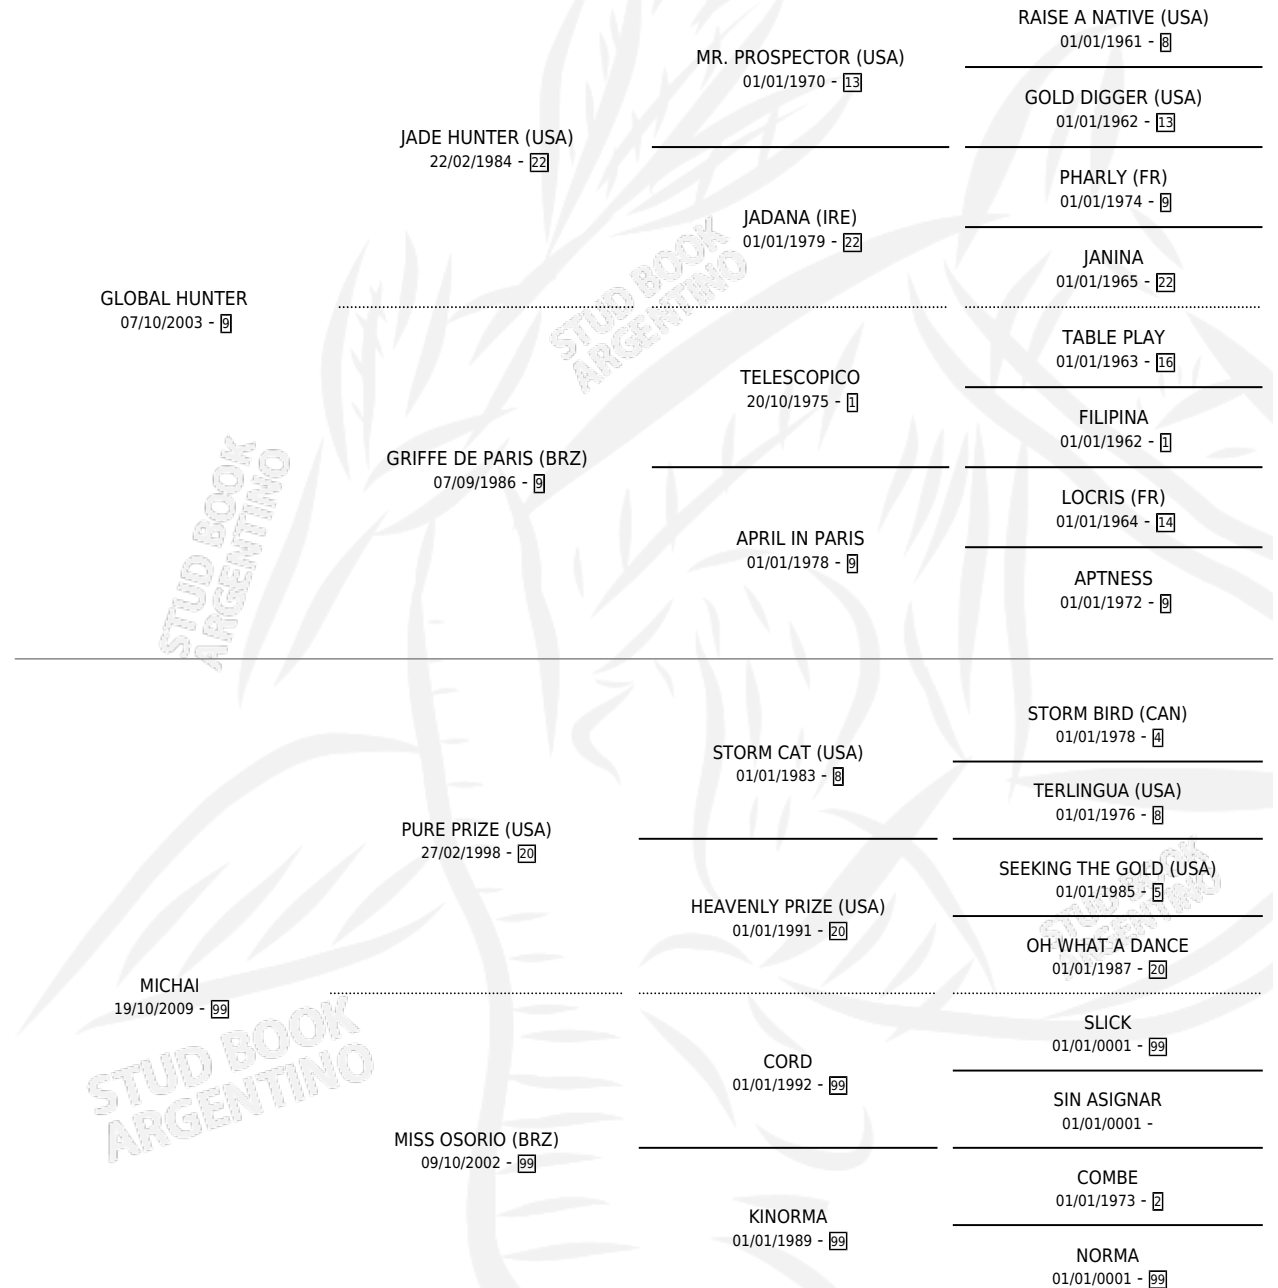 RAISE A NATIVE (USA)
01/01/1961 - 8
MR. PROSPECTOR (USA)
01/01/1970 - 13
GOLD DIGGER (USA)
01/01/1962 - 13
JADE HUNTER (USA)
22/02/1984 - 22
PHARLY (FR)
01/01/1974 - 9
JADANA (IRE)
01/01/1979 - 22
JANINA
01/01/1965 - 22
GLOBAL HUNTER
07/10/2003 - 9
TABLE PLAY
01/01/1963 - 16
TELESCOPICO
20/10/1975 - 1
FILIPINA
01/01/1962 - 1
GRIFFE DE PARIS (BRZ)
07/09/1986 - 9
LOCRIS (FR)
01/01/1964 - 14
APRIL IN PARIS
01/01/1978 - 9
APTNESS
01/01/1972 - 9
STORM BIRD (CAN)
01/01/1978 - 4
STORM CAT (USA)
01/01/1983 - 8
TERLINGUA (USA)
01/01/1976 - 8
PURE PRIZE (USA)
27/02/1998 - 20
SEEKING THE GOLD (USA)
01/01/1985 - 5
HEAVENLY PRIZE (USA)
01/01/1991 - 20
OH WHAT A DANCE
01/01/1987 - 20
MICHAI
19/10/2009 - 99
SLICK
01/01/0001 - 99
CORD
01/01/1992 - 99
SIN ASIGNAR
01/01/0001 -
MISS OSORIO (BRZ)
09/10/2002 - 99
COMBE
01/01/1973 - 2
KINORMA
01/01/1989 - 99
NORMA
01/01/0001 - 99
STUD BOOK
ARGENTINO
STUD BOOK
ARGENTINO
STUD BOOK
ARGENTINO
STUD BOOK
ARGENTINO